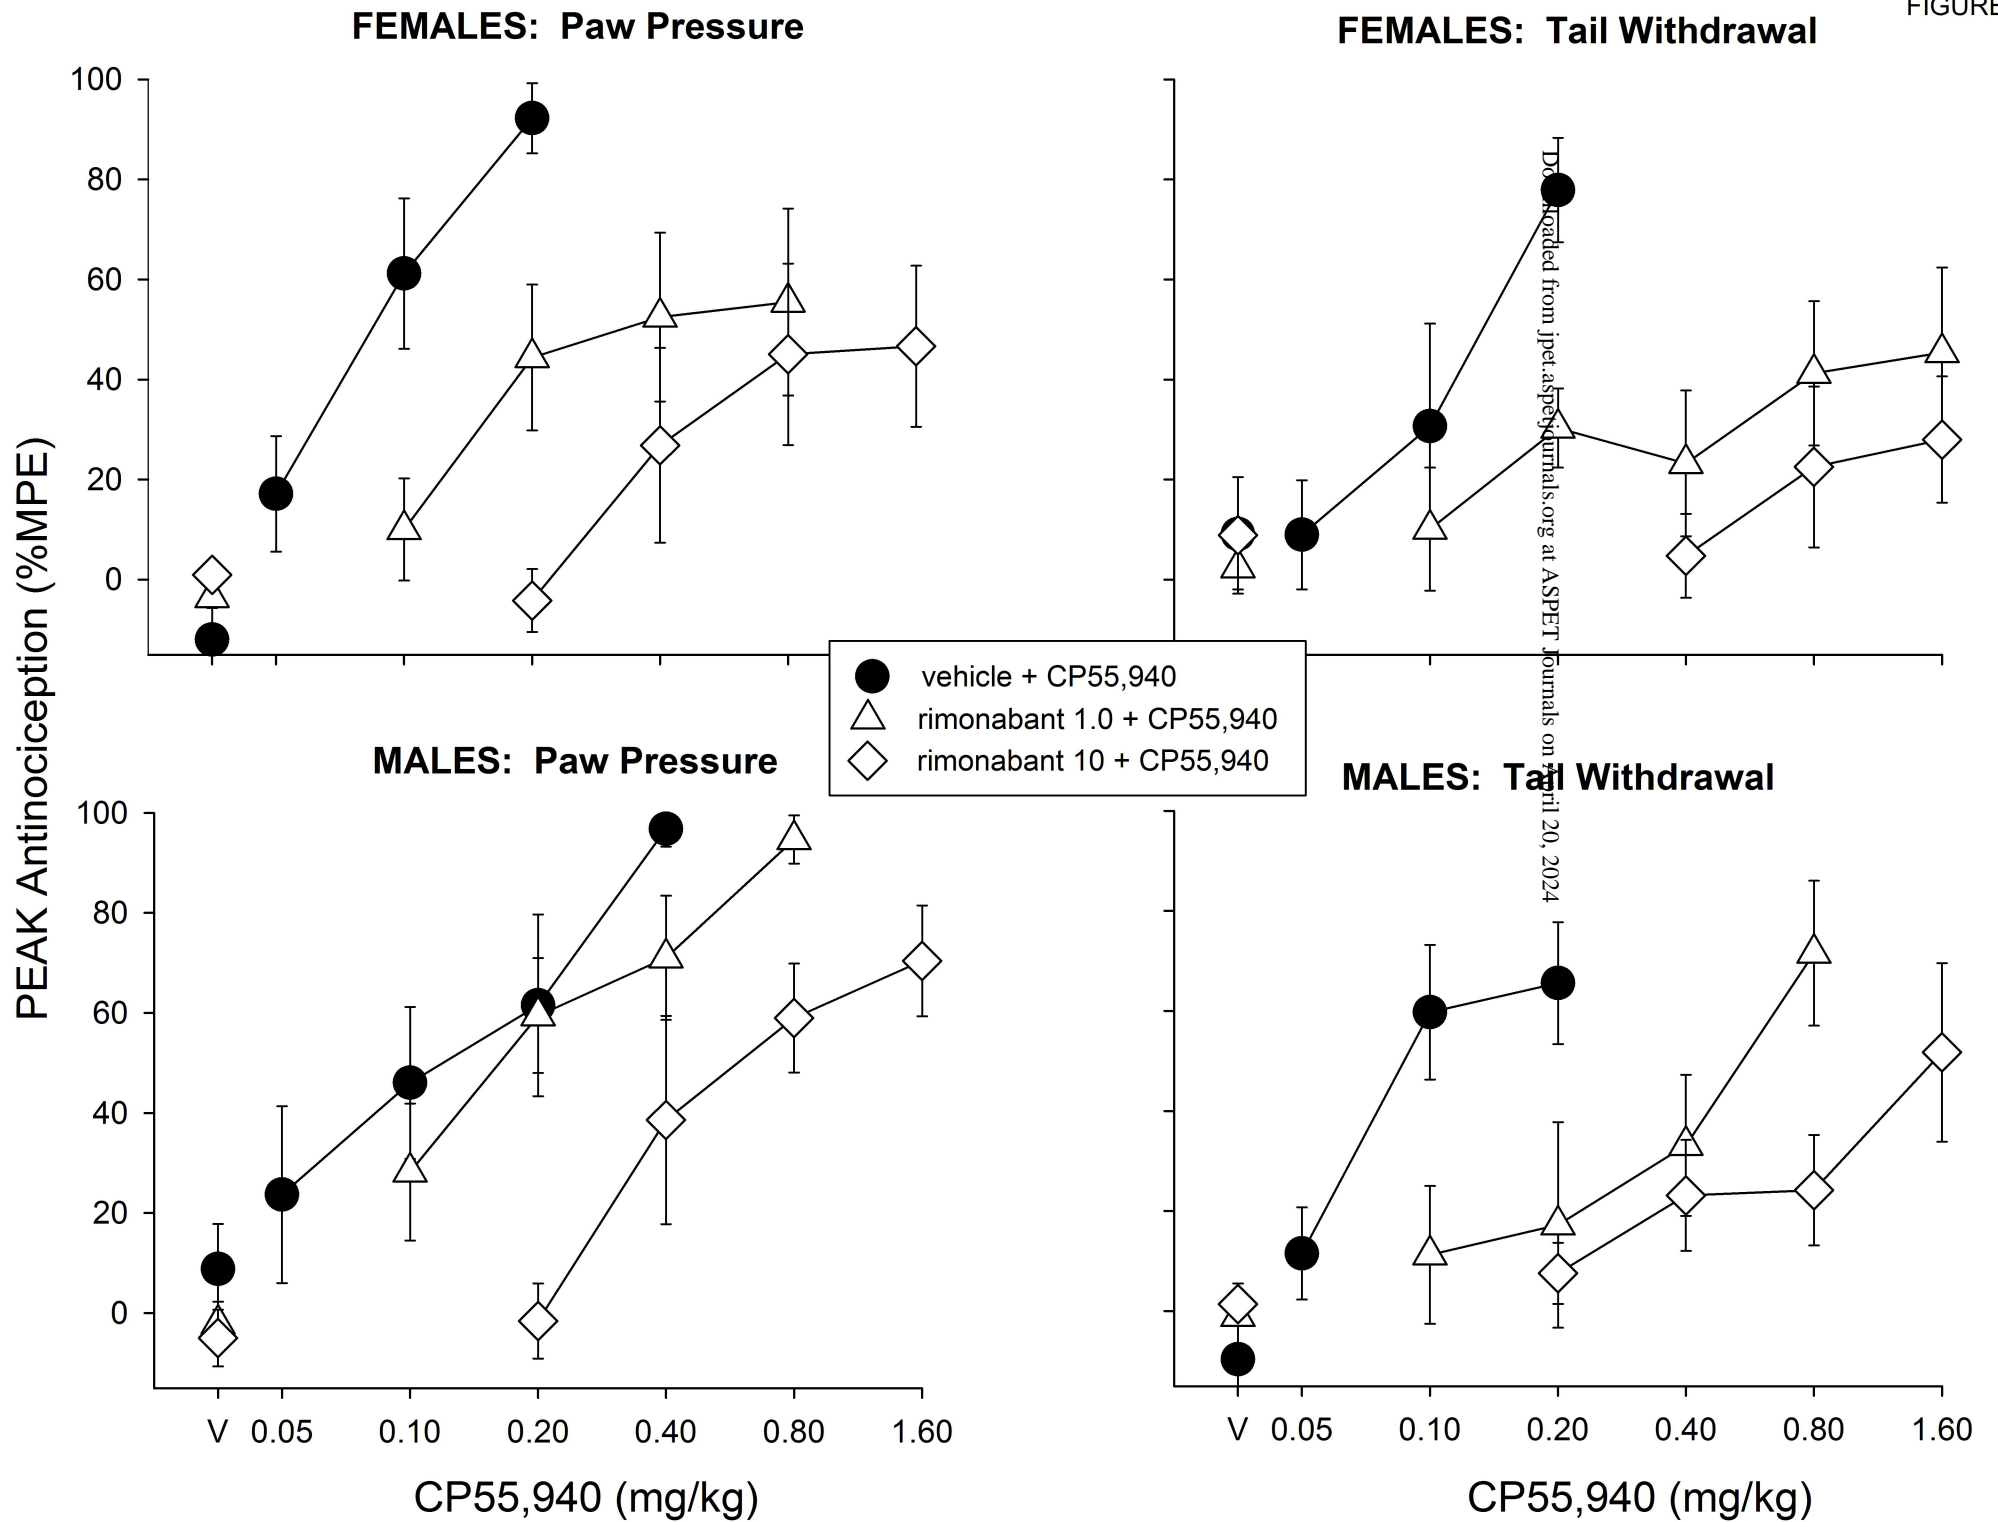 FIGURE
FEMALES: Paw Pressure
FEMALES: Tail Withdrawal
100
80
60
40
20
0
PEAK Antinociception (%MPE)
Downloaded from jpet.aspetjournals.org at ASPET Journals on April 20, 2024
vehicle + CP55,940
rimonabant 1.0 + CP55,940
rimonabant 10 + CP55,940
MALES: Paw Pressure
MALES: Tail Withdrawal
100
80
60
40
20
0
V 0.05 0.10 0.20 0.40 0.80 1.60
V 0.05 0.10 0.20 0.40 0.80 1.60
CP55,940 (mg/kg)
CP55,940 (mg/kg)